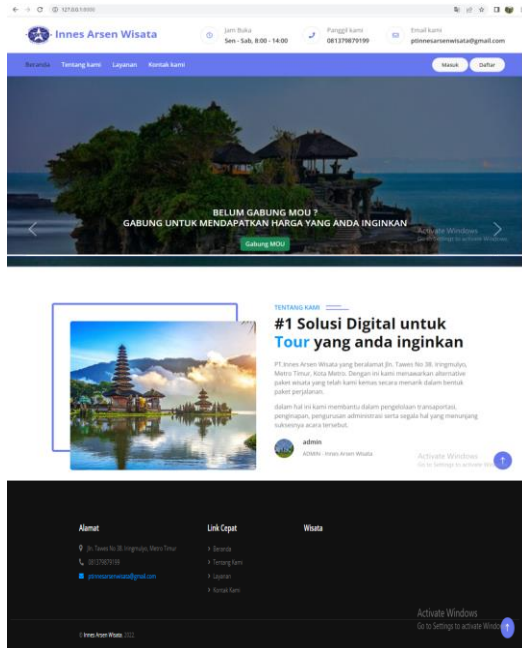 127.0.0.1:8000
Innes Arsen Wisata
Jam Buka
Sen - Sab, 8:00 - 14:00
Panggil kami
081379879199
Email kami
ptinnesarsenwisata@gmail.com
Beranda Tentang kami Layanan Kontak kami
Masuk Daftar
BELUM GABUNG MOU ?
GABUNG UNTUK MENDAPATKAN HARGA YANG ANDA INGINKAN
Gabung MOU
Activate Windows
Go to Settings to activate Windows.
TENTANG KAMI
#1 Solusi Digital untuk
Tour yang anda inginkan
PT.Innes Arsen Wisata yang beralamat Jln. Tawes No 38. Iringmulyo,
Metro Timur, Kota Metro. Dengan ini kami menawarkan alternative
paket wisata yang telah kami kemas secara menarik dalam bentuk
paket perjalanan.
dalam hal ini kami membantu dalam pengelolaan transaportasi,
penginapan, pengurusan administrasi serta segala hal yang menunjang
suksesnya acara tersebut.
admin
ADMIN - Innes Arsen Wisata
Activate Windows
Go to Settings to activate
Alamat
Jln. Tawes No 38. Iringmulyo, Metro Timur
081379879199
ptinnesarsenwisata@gmail.com
Link Cepat
Beranda
Tentang Kami
Layanan
Kontak Kami
Wisata
Activate Windows
Go to Settings to activate Windo
© Innes Arsen Wisata, 2022